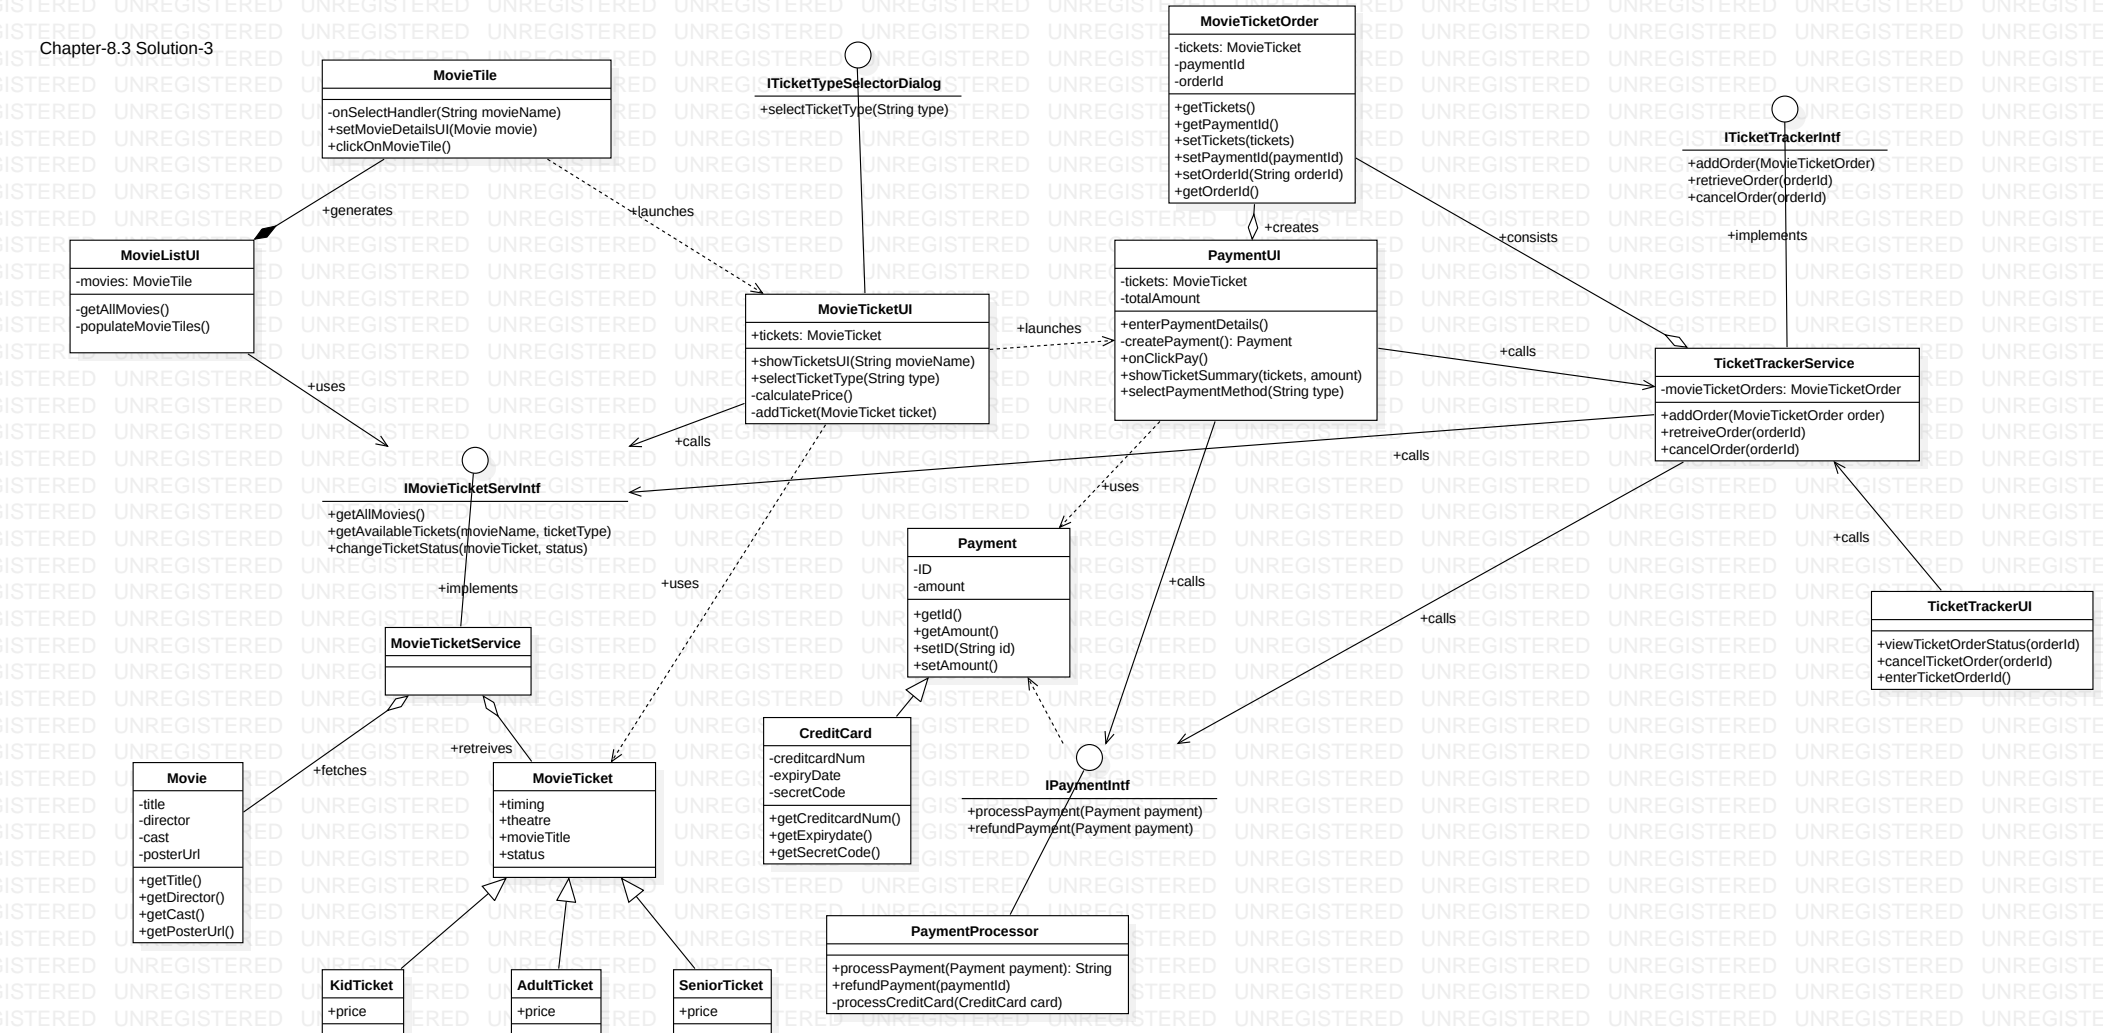 Chapter-8.3 Solution-3
MovieTile
-onSelectHandler(String movieName)
+setMovieDetailsUI(Movie movie)
+clickOnMovieTile()
ITicketTypeSelectorDialog
+selectTicketType(String type)
MovieTicketOrder
-tickets: MovieTicket
-paymentId
-orderId
+getTickets()
+getPaymentId()
+setTickets(tickets)
+setPaymentId(paymentId)
+setOrderId(String orderId)
+getOrderId()
ITicketTrackerIntf
+addOrder(MovieTicketOrder)
+retrieveOrder(orderId)
+cancelOrder(orderId)
+implements
+generates
+launches
+creates
+consists
MovieListUI
-movies: MovieTile
-getAllMovies()
-populateMovieTiles()
MovieTicketUI
+tickets: MovieTicket
+showTicketsUI(String movieName)
+selectTicketType(String type)
-calculatePrice()
-addTicket(MovieTicket ticket)
+launches
PaymentUI
-tickets: MovieTicket
-totalAmount
+enterPaymentDetails()
-createPayment(): Payment
+onClickPay()
+showTicketSummary(tickets, amount)
+selectPaymentMethod(String type)
+calls
TicketTrackerService
-movieTicketOrders: MovieTicketOrder
+addOrder(MovieTicketOrder order)
+retreiveOrder(orderId)
+cancelOrder(orderId)
+uses
+calls
+calls
+uses
IMovieTicketServIntf
+getAllMovies()
+getAvailableTickets(movieName, ticketType)
+changeTicketStatus(movieTicket, status)
+implements
+uses
Payment
-ID
-amount
+getId()
+getAmount()
+setID(String id)
+setAmount()
+calls
+calls
+calls
TicketTrackerUI
+viewTicketOrderStatus(orderId)
+cancelTicketOrder(orderId)
+enterTicketOrderId()
MovieTicketService
+fetches
+retreives
Movie
-title
-director
-cast
-posterUrl
+getTitle()
+getDirector()
+getCast()
+getPosterUrl()
MovieTicket
+timing
+theatre
+movieTitle
+status
CreditCard
-creditcardNum
-expiryDate
-secretCode
+getCreditcardNum()
+getExpirydate()
+getSecretCode()
IPaymentIntf
+processPayment(Payment payment)
+refundPayment(Payment payment)
PaymentProcessor
+processPayment(Payment payment): String
+refundPayment(paymentId)
-processCreditCard(CreditCard card)
KidTicket
+price
AdultTicket
+price
SeniorTicket
+price
UNREGISTERED